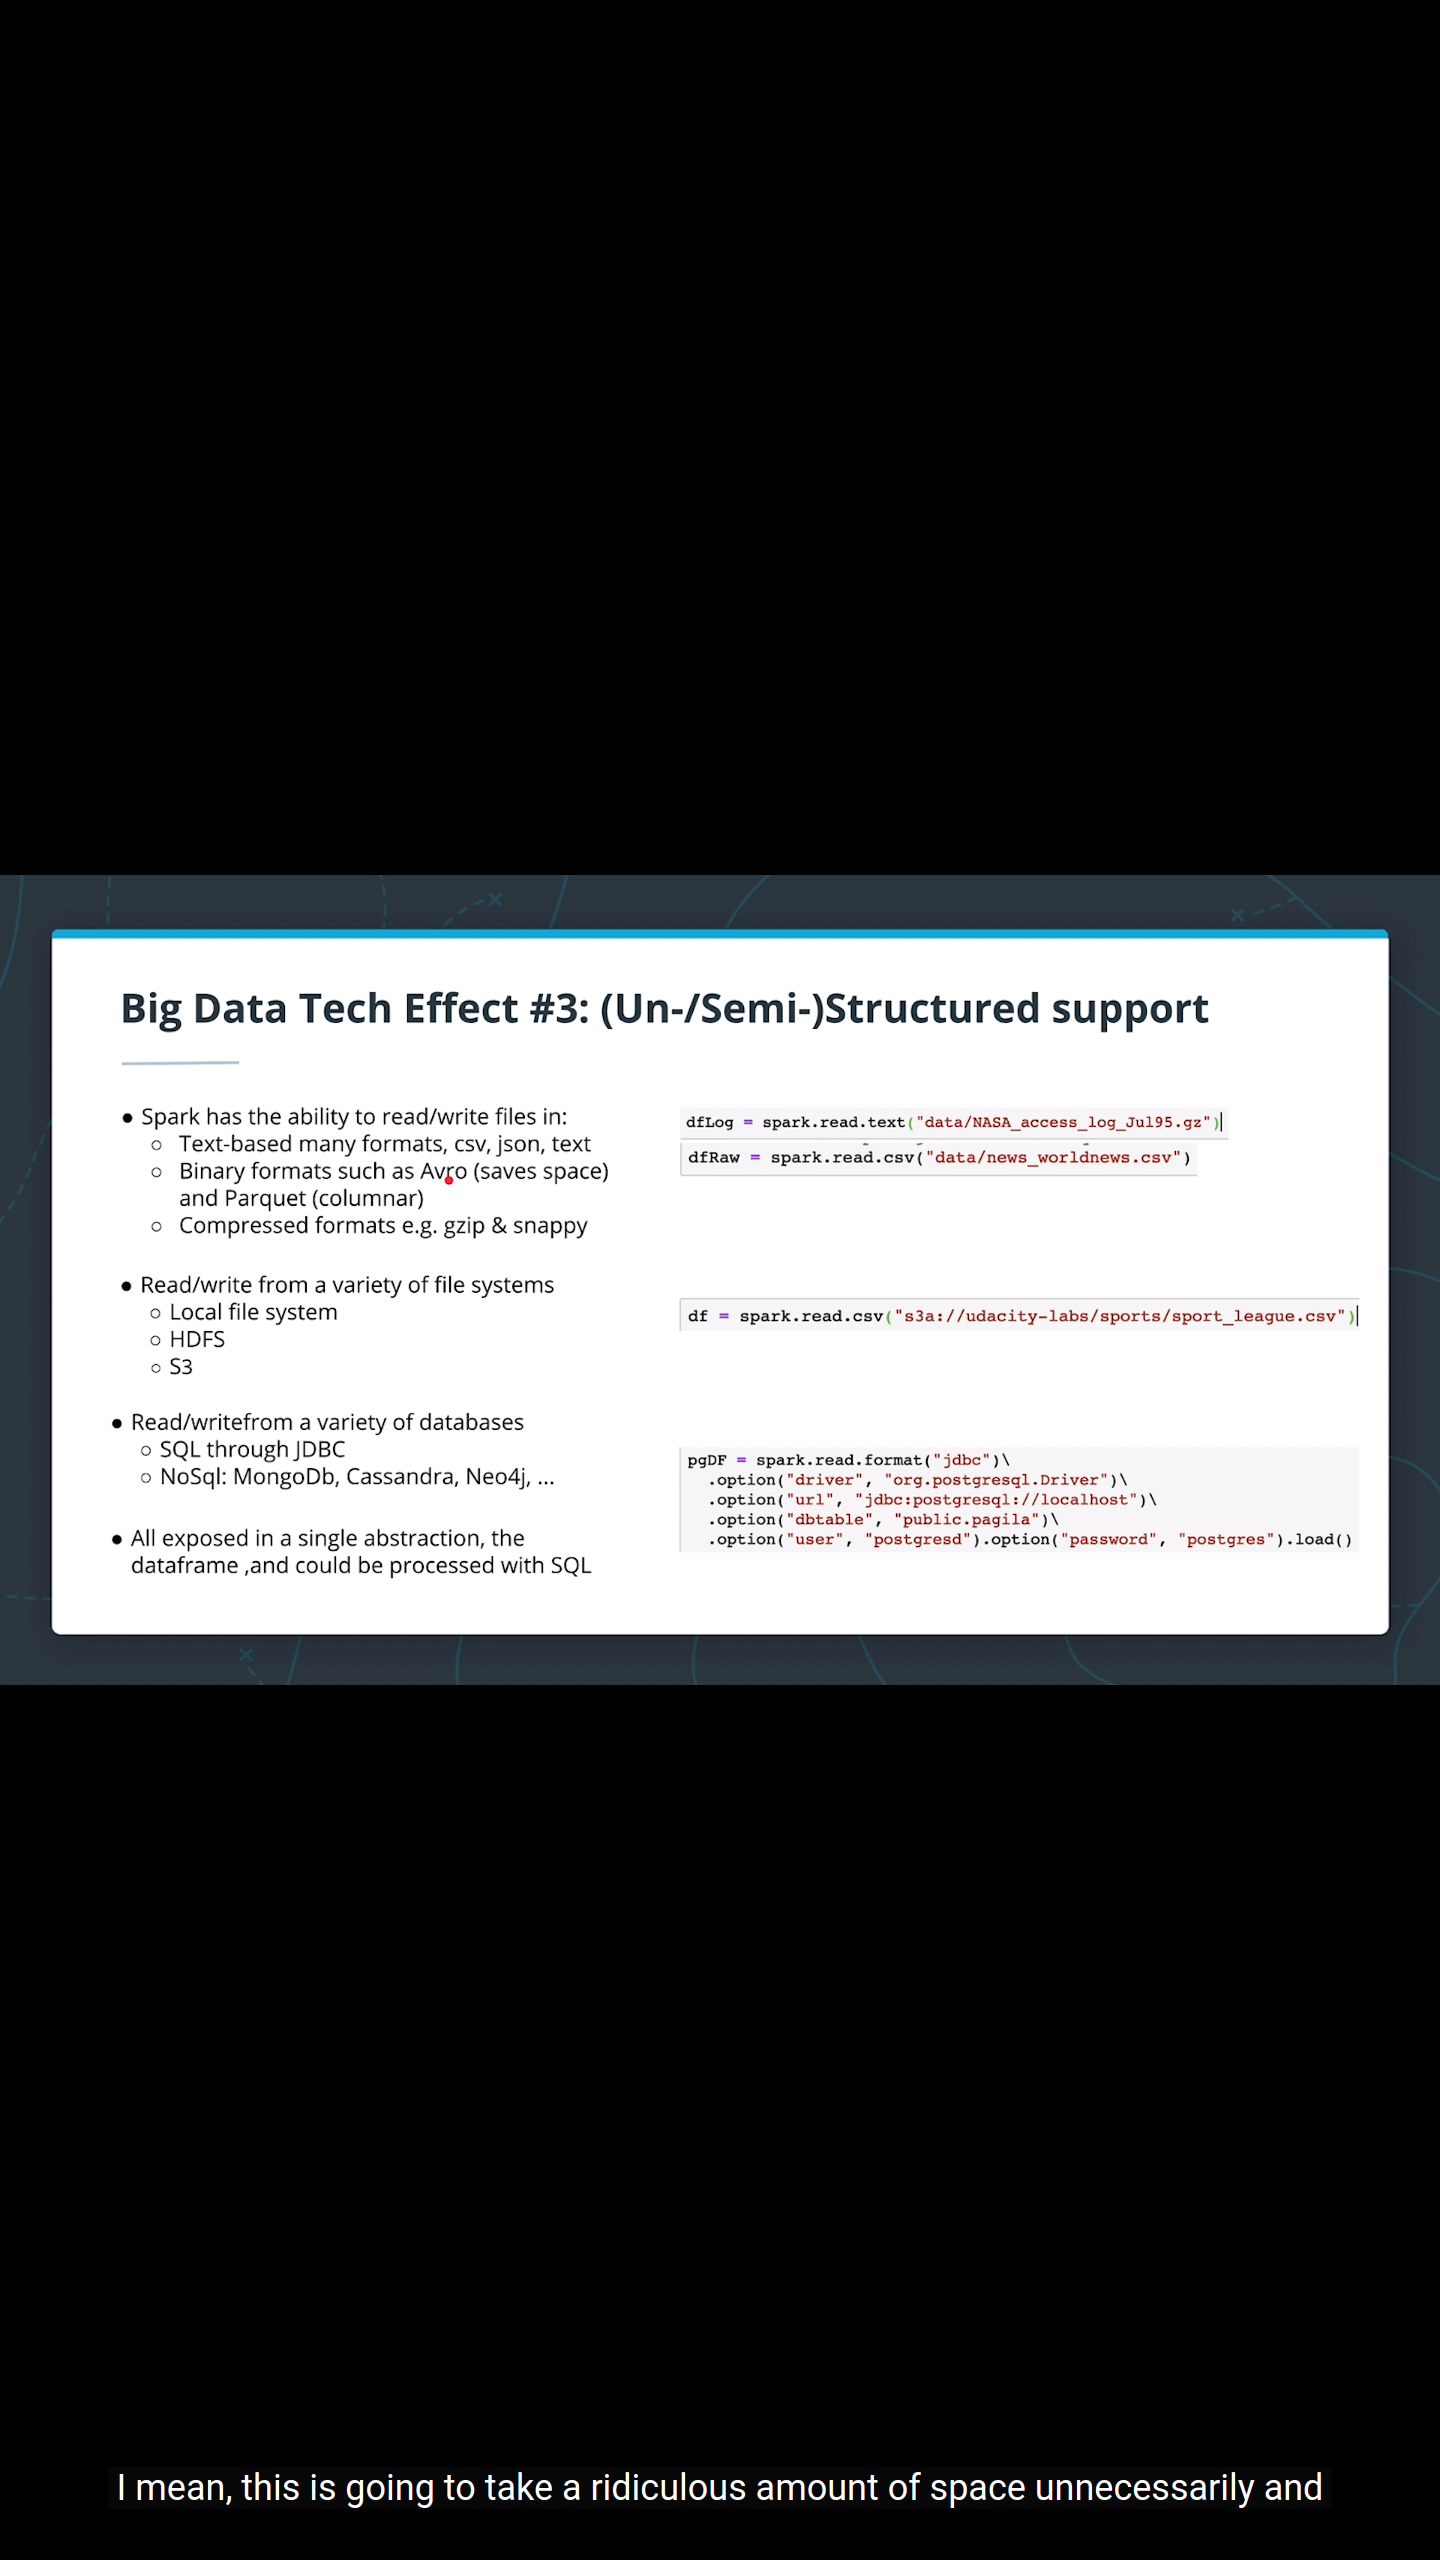 Big Data Tech Effect #3: (Un-/Semi-)Structured support
● Spark has the ability to read/write files in:
○ Text-based many formats, csv, json, text
○ Binary formats such as Avro (saves space)
and Parquet (columnar)
○ Compressed formats e.g. gzip & snappy
dfLog = spark.read.text("data/NASA_access_log_Jul95.gz")
dfRaw = spark.read.csv("data/news_worldnews.csv")
● Read/write from a variety of file systems
○ Local file system
○ HDFS
○ S3
df = spark.read.csv("s3a://udacity-labs/sports/sport_league.csv")
● Read/writefrom a variety of databases
○ SQL through JDBC
○ NoSql: MongoDb, Cassandra, Neo4j, ...
● All exposed in a single abstraction, the
dataframe ,and could be processed with SQL
pgDF = spark.read.format("jdbc")\
.option("driver", "org.postgresql.Driver")\
.option("url", "jdbc:postgresql://localhost")\
.option("dbtable", "public.pagila")\
.option("user", "postgresd").option("password", "postgres").load()
I mean, this is going to take a ridiculous amount of space unnecessarily and